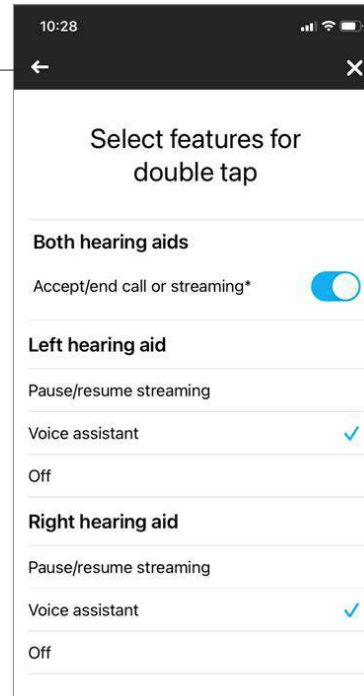 10:28
Select features for
double tap
Both hearing aids
Accept/end call or streaming*
Left hearing aid
Pause/resume streaming
Voice assistant
Off
Right hearing aid
Pause/resume streaming
Voice assistant
Off